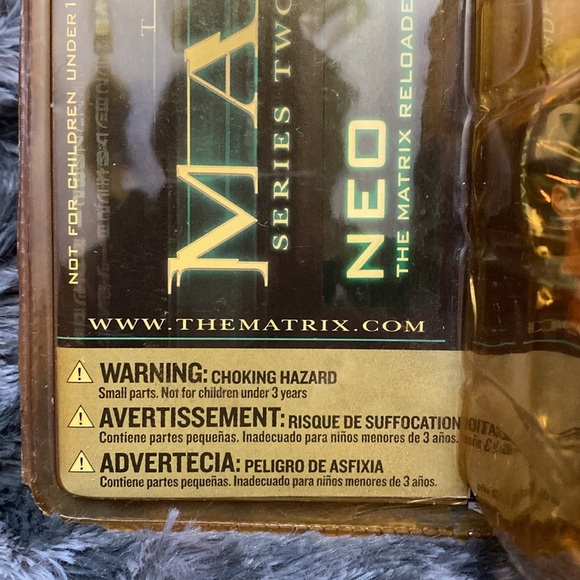 NOT FOR CHILDREN UNDER
T
MA
SERIES TWO
NEO
THE MATRIX RELOADE
WWW.THEMATRIX.COM
WARNING: CHOKING HAZARD
Small parts. Not for children under 3 years
AVERTISSEMENT: RISQUE DE SUFFOCATION
Contiene partes pequeñas. Inadecuado para niños menores de 3 años.
ADVERTECIA: PELIGRO DE ASFIXIA
Contiene partes pequeñas. Inadecuado para niños menores de 3 años.